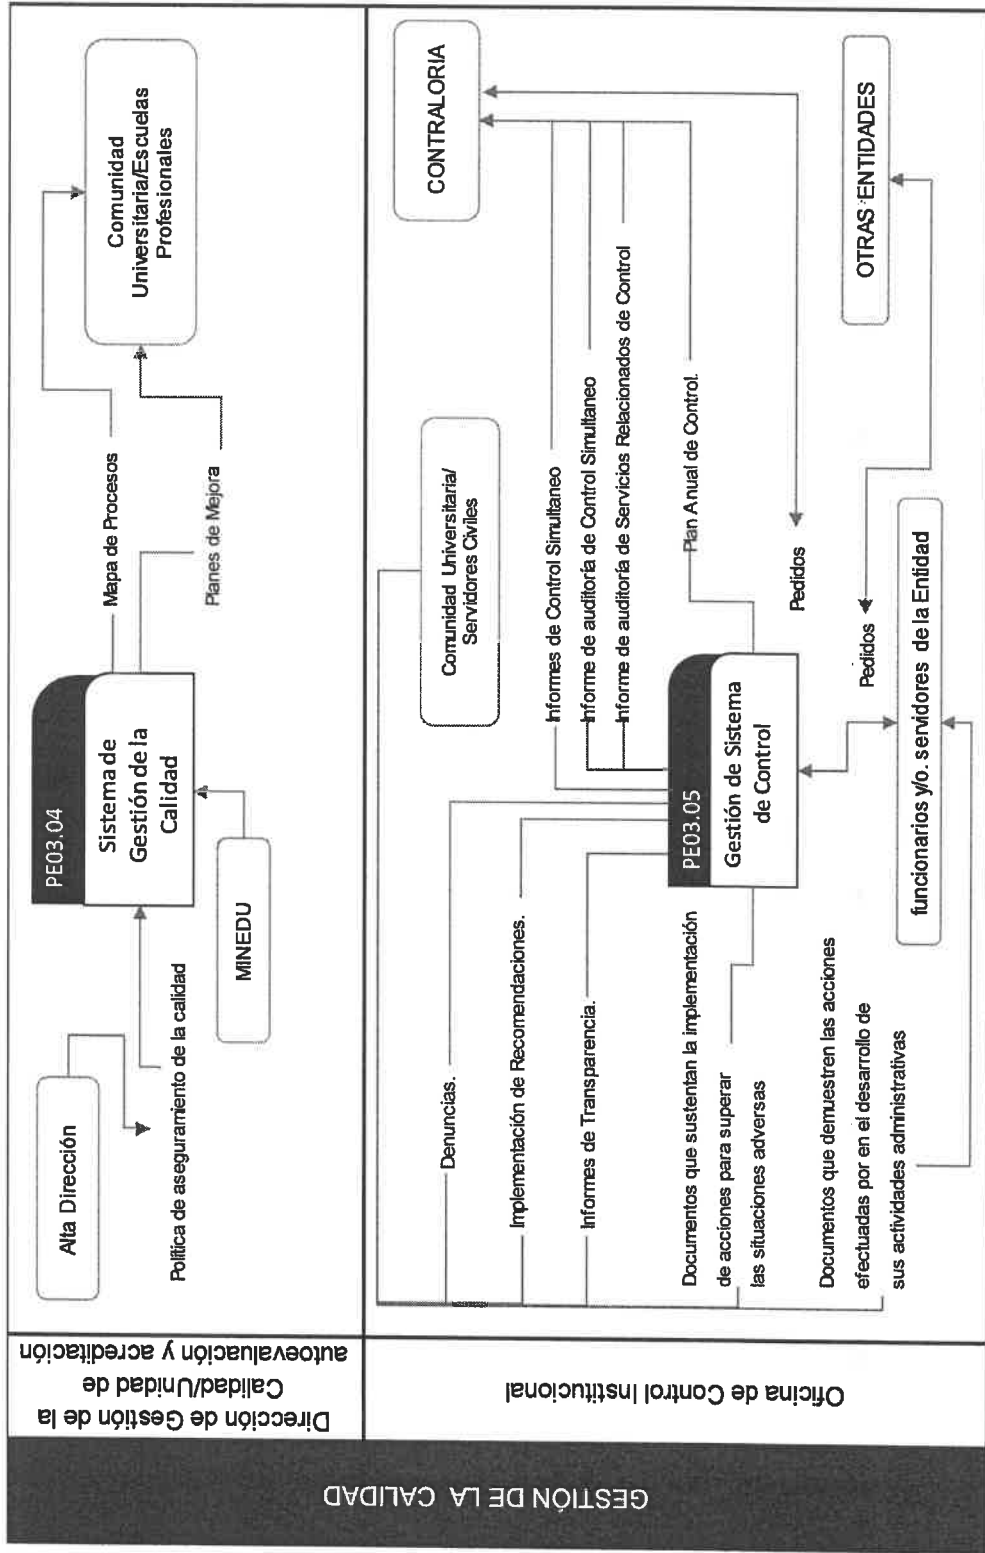 GESTIÓN DE LA CALIDAD
Dirección de Gestión de la
Calidad/Unidad de
autoevaluación y acreditación
Alta Dirección
Política de aseguramiento de la calidad
MINEDU
PE03.04
Sistema de
Gestión de la
Calidad
Mapa de Procesos
Planes de Mejora
Comunidad
Universitaria/Escuelas
Profesionales
Oficina de Control Institucional
Comunidad Universitaria/
Servidores Civiles
CONTRALORIA
Denuncias.
Implementación de Recomendaciones.
Informes de Transparencia.
Documentos que sustentan la implementación
de acciones para superar
las situaciones adversas
Documentos que demuestren las acciones
efectuadas por en el desarrollo de
sus actividades administrativas
PE03.05
Gestión de Sistema
de Control
Informes de Control Simultaneo
Informe de auditoría de Control Simultaneo
Informe de auditoría de Servicios Relacionados de Control
Plan Anual de Control.
Pedidos
Pedidos
funcionarios y/o. servidores de la Entidad
OTRAS ENTIDADES